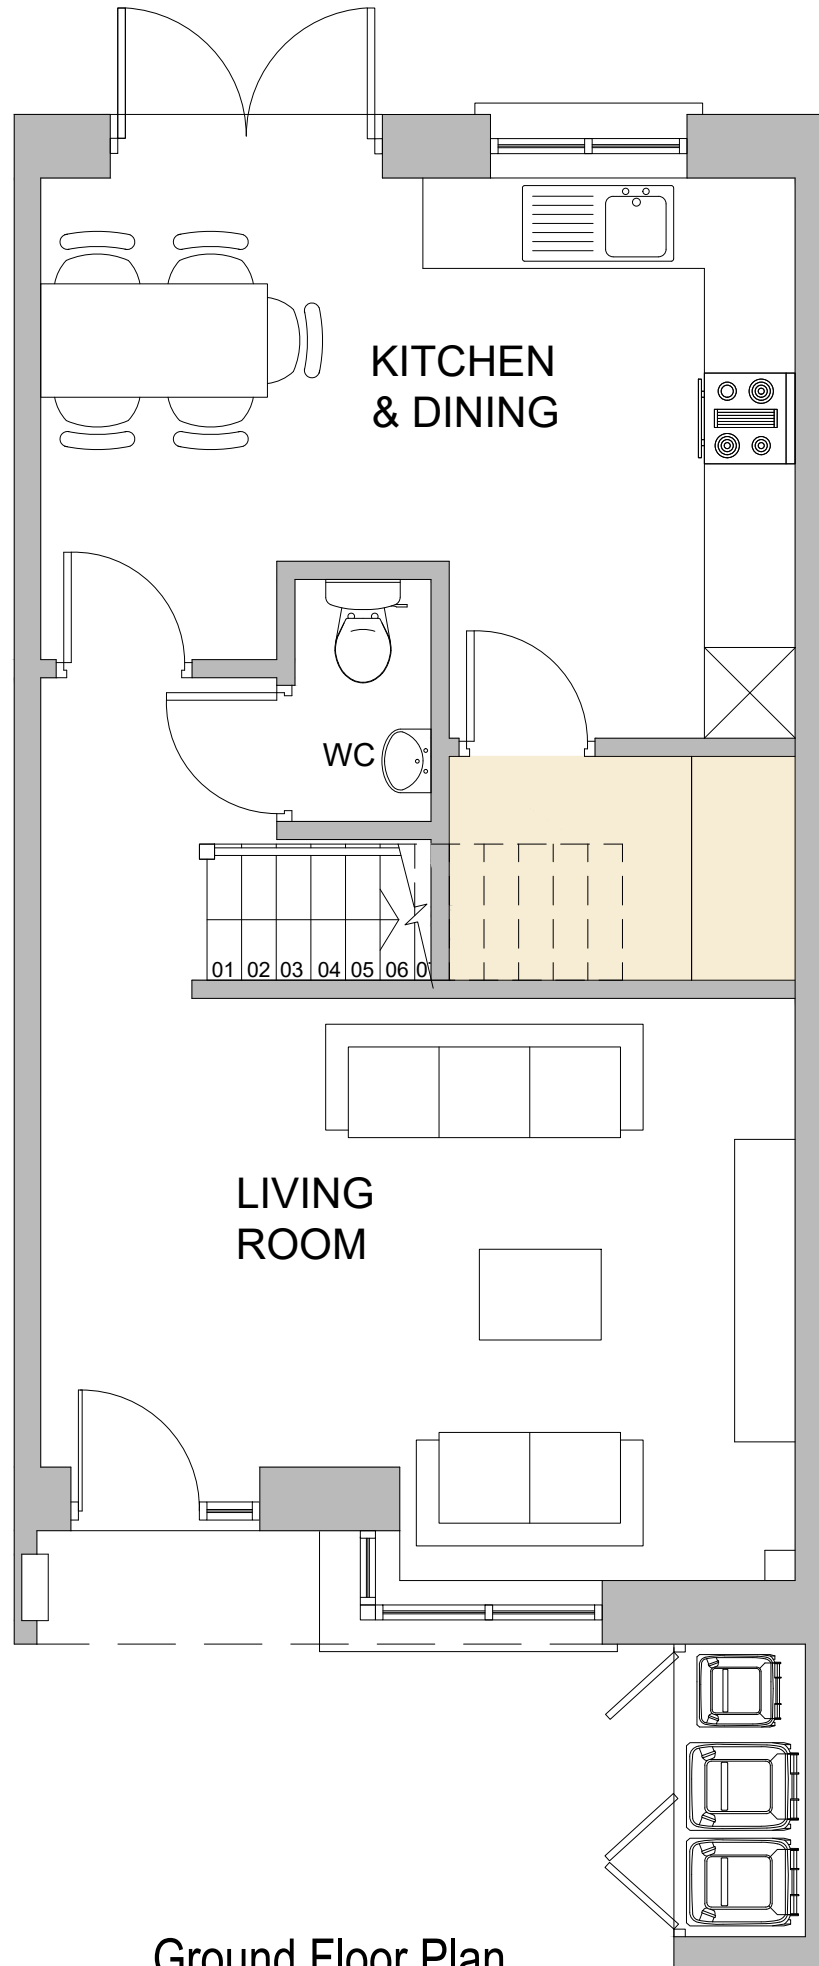 KITCHEN
& DINING
WC
01 02 03 04 05 06
LIVING
ROOM
Ground Floor Plan